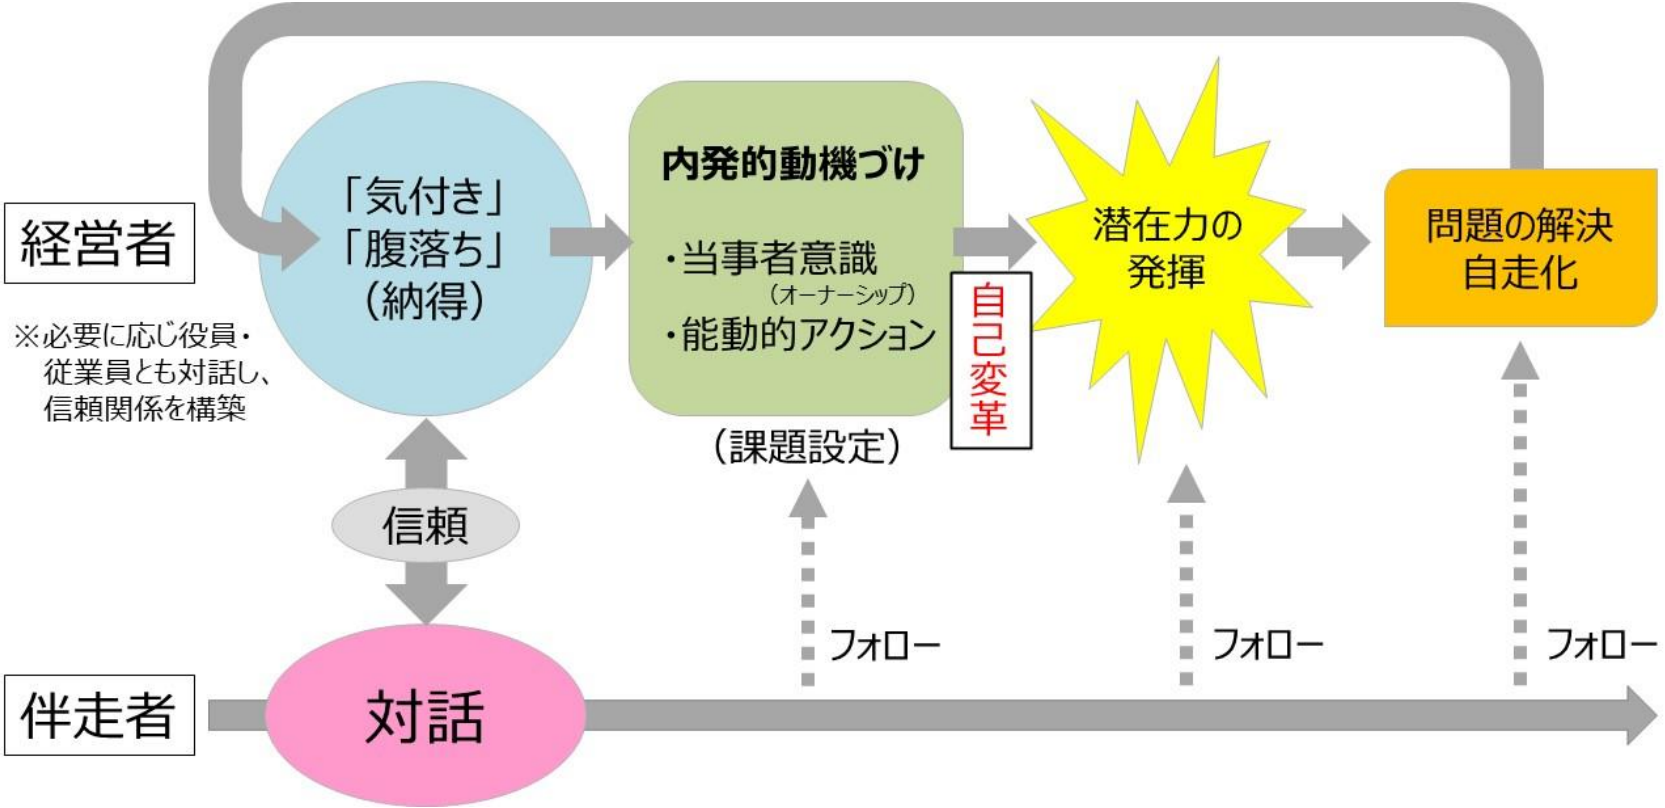 経営者
※必要に応じ役員・
従業員とも対話し、
信頼関係を構築
「気付き」
「腹落ち」
（納得）
内発的動機づけ
・当事者意識
（オーナーシップ）
・能動的アクション
（課題設定）
自己変革
潜在力の
発揮
問題の解決
自走化
信頼
フォロー
フォロー
フォロー
伴走者
対話